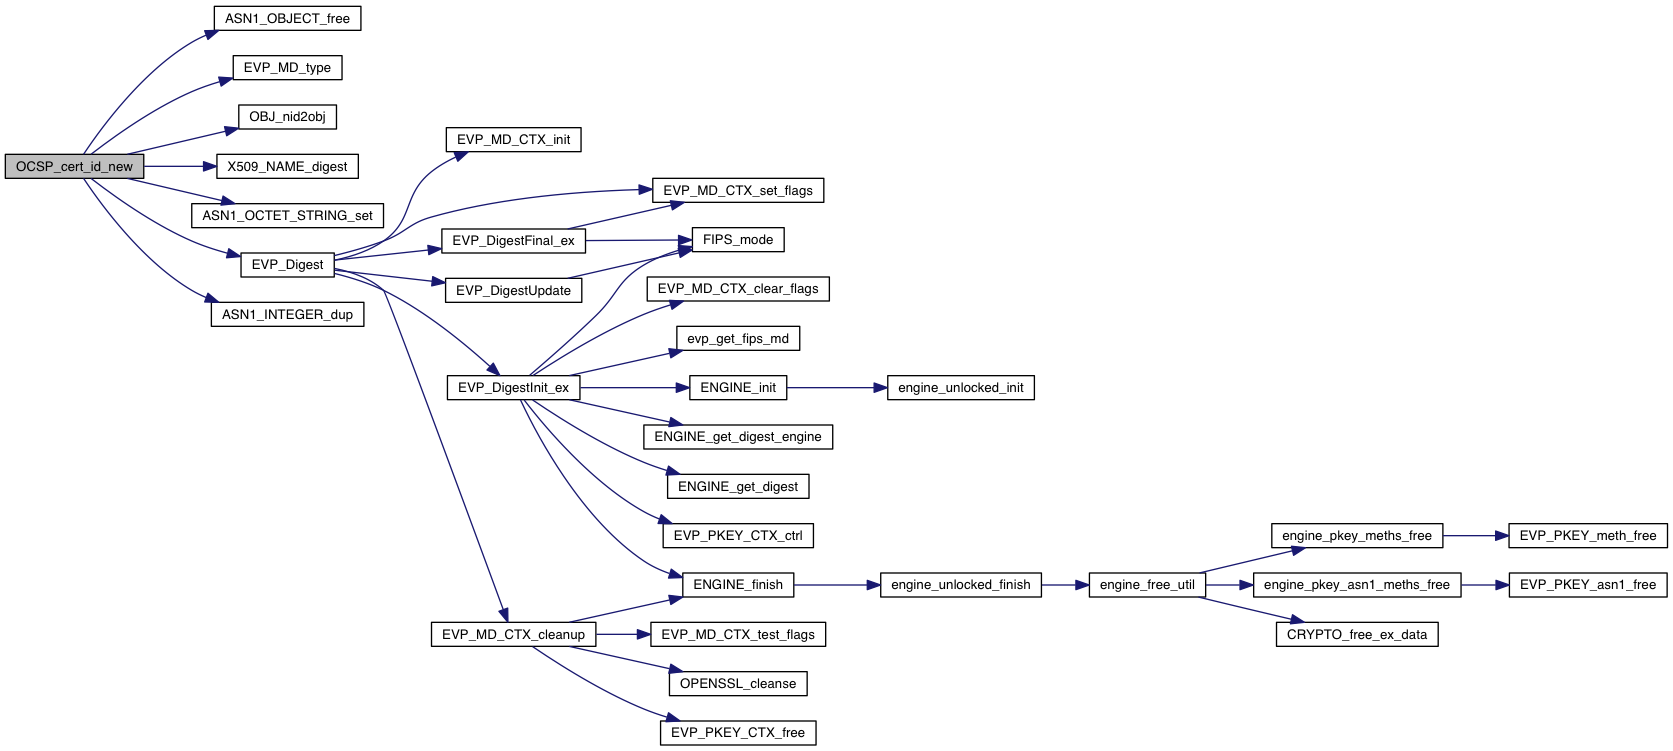 OCSP_cert_id_new
ASN1_OBJECT_free
EVP_MD_type
OBJ_nid2obj
X509_NAME_digest
ASN1_OCTET_STRING_set
EVP_Digest
ASN1_INTEGER_dup
EVP_MD_CTX_init
EVP_MD_CTX_set_flags
EVP_DigestFinal_ex
FIPS_mode
EVP_DigestUpdate
EVP_MD_CTX_clear_flags
evp_get_fips_md
EVP_DigestInit_ex
ENGINE_init
engine_unlocked_init
ENGINE_get_digest_engine
ENGINE_get_digest
EVP_PKEY_CTX_ctrl
ENGINE_finish
engine_unlocked_finish
engine_free_util
engine_pkey_meths_free
EVP_PKEY_meth_free
engine_pkey_asn1_meths_free
EVP_PKEY_asn1_free
CRYPTO_free_ex_data
EVP_MD_CTX_cleanup
EVP_MD_CTX_test_flags
OPENSSL_cleanse
EVP_PKEY_CTX_free